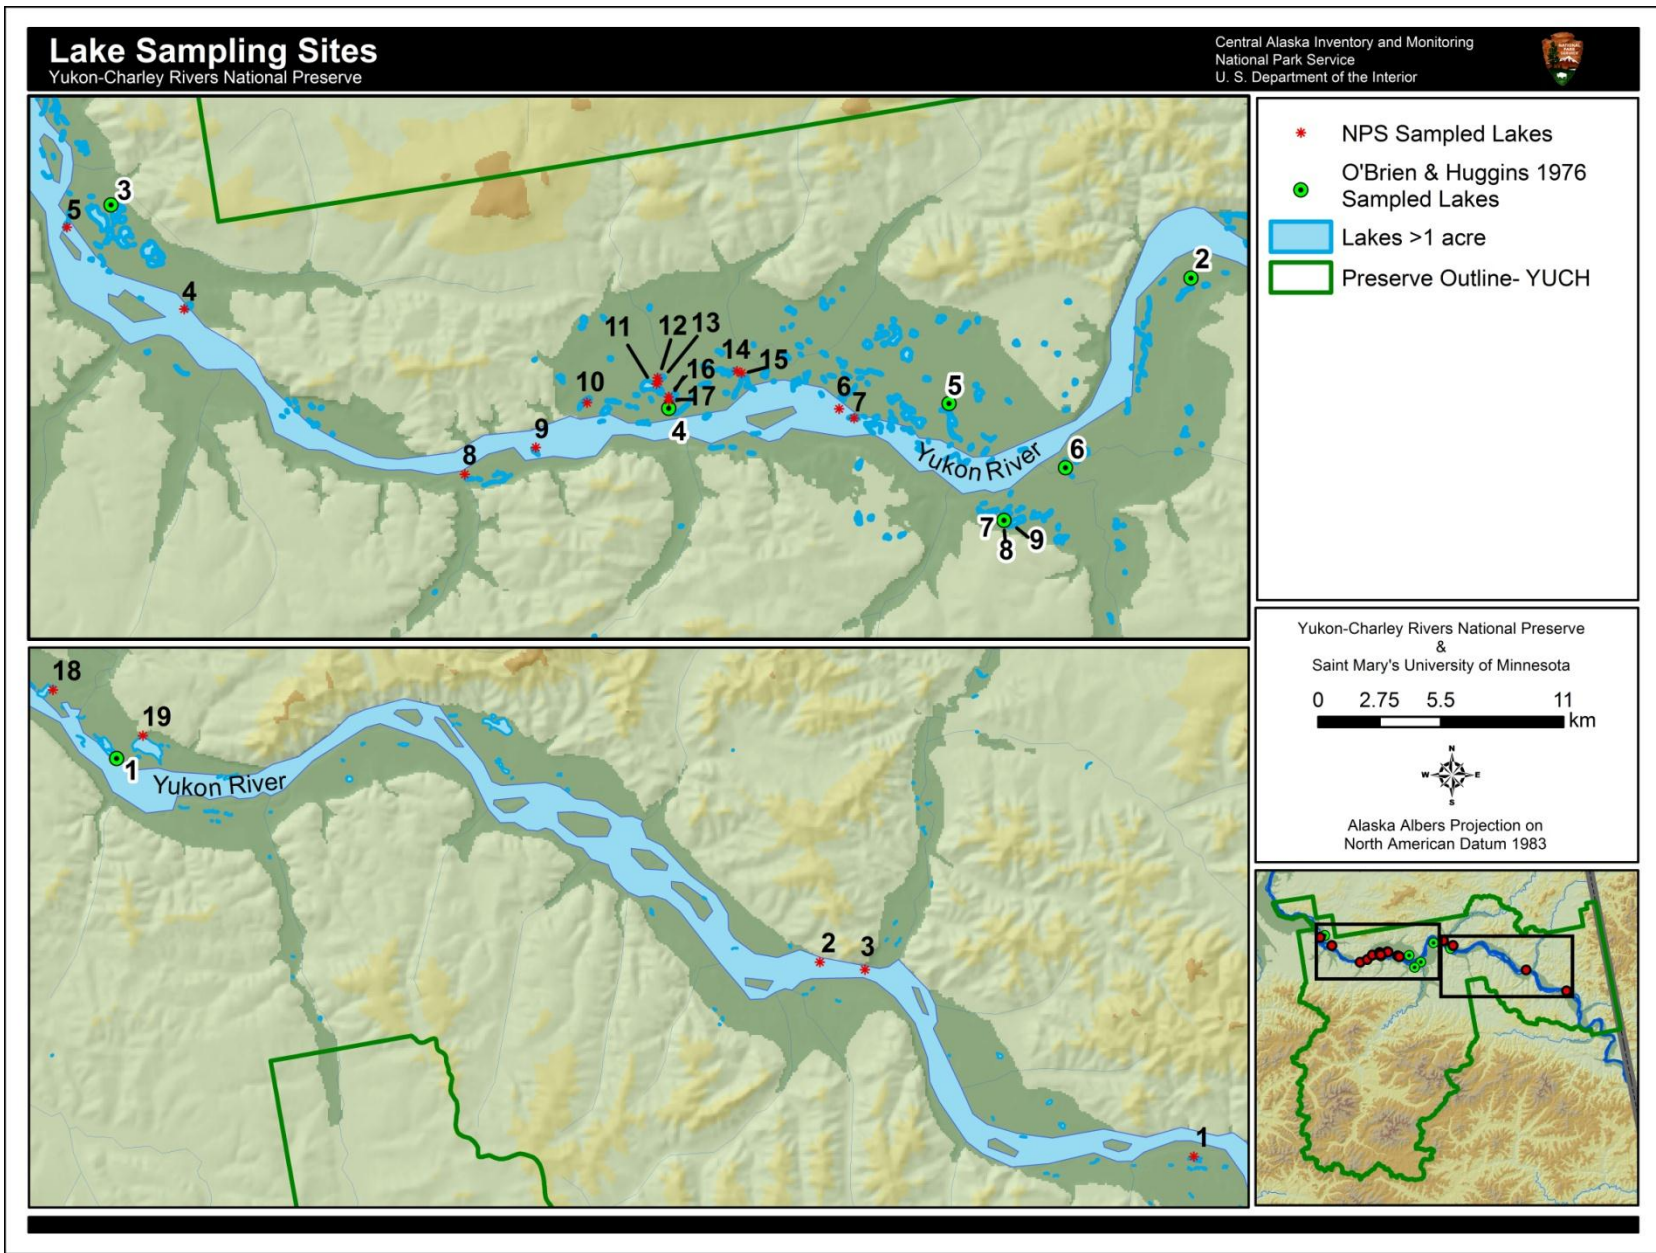 Lake Sampling Sites
Yukon-Charley Rivers National Preserve
Central Alaska Inventory and Monitoring
National Park Service
U. S. Department of the Interior
NATIONAL
PARK
SERVICE
NPS Sampled Lakes
O'Brien & Huggins 1976
Sampled Lakes
Lakes >1 acre
Preserve Outline- YUCH
3
5
4
2
11
12
13
14
15
16
10
17
6
7
5
4
9
8
Yukon River
6
7
8
9
18
19
1
Yukon River
2
3
1
Yukon-Charley Rivers National Preserve
&
Saint Mary's University of Minnesota
0 2.75 5.5 11
km
N
W E
S
Alaska Albers Projection on
North American Datum 1983